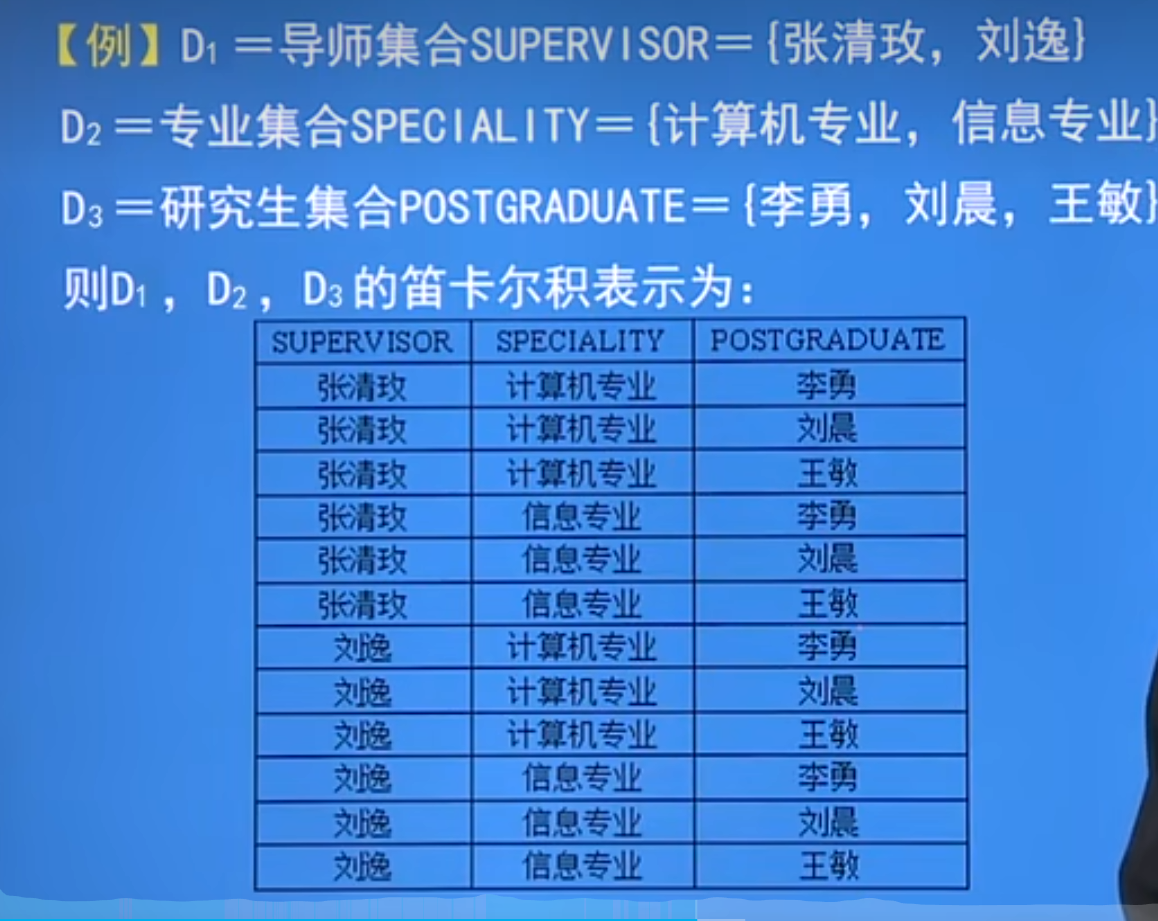 【例】D1＝导师集合SUPERVISOR＝{张清玫，刘逸}
D2＝专业集合SPECIALITY＝{计算机专业，信息专业}
D3＝研究生集合POSTGRADUATE＝{李勇，刘晨，王敏}
则D1，D2，D3的笛卡尔积表示为：
SUPERVISOR SPECIALITY POSTGRADUATE
张清玫 计算机专业 李勇
张清玫 计算机专业 刘晨
张清玫 计算机专业 王敏
张清玫 信息专业 李勇
张清玫 信息专业 刘晨
张清玫 信息专业 王敏
刘逸 计算机专业 李勇
刘逸 计算机专业 刘晨
刘逸 计算机专业 王敏
刘逸 信息专业 李勇
刘逸 信息专业 刘晨
刘逸 信息专业 王敏